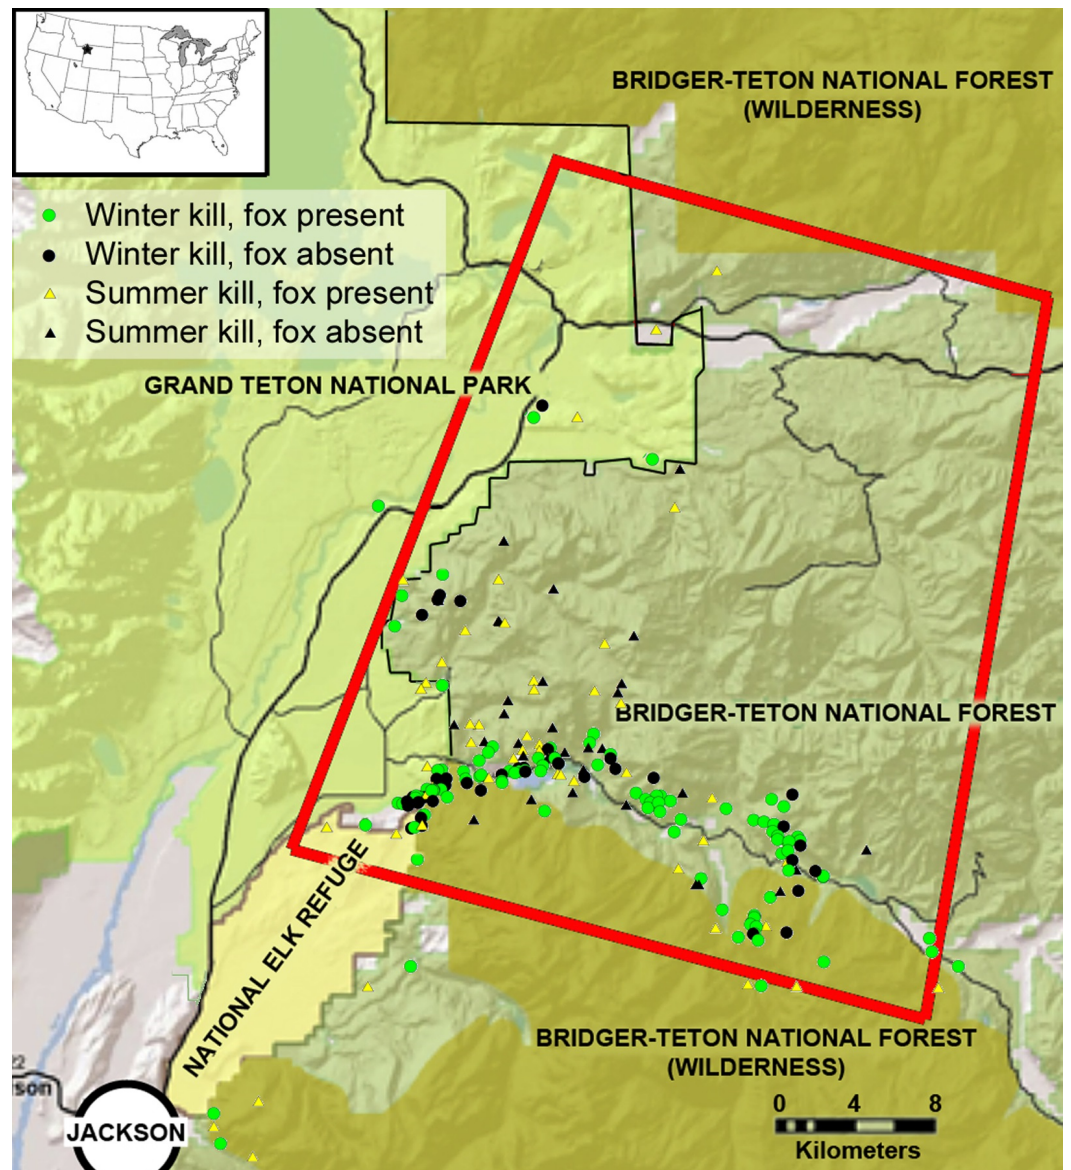 BRIDGER-TETON NATIONAL FOREST
(WILDERNESS)
Winter kill, fox present
Winter kill, fox absent
Summer kill, fox present
Summer kill, fox absent
GRAND TETON NATIONAL PARK
BRIDGER-TETON NATIONAL FOREST
NATIONAL ELK REFUGE
BRIDGER-TETON NATIONAL FOREST
(WILDERNESS)
22
son
JACKSON
0 4 8
Kilometers